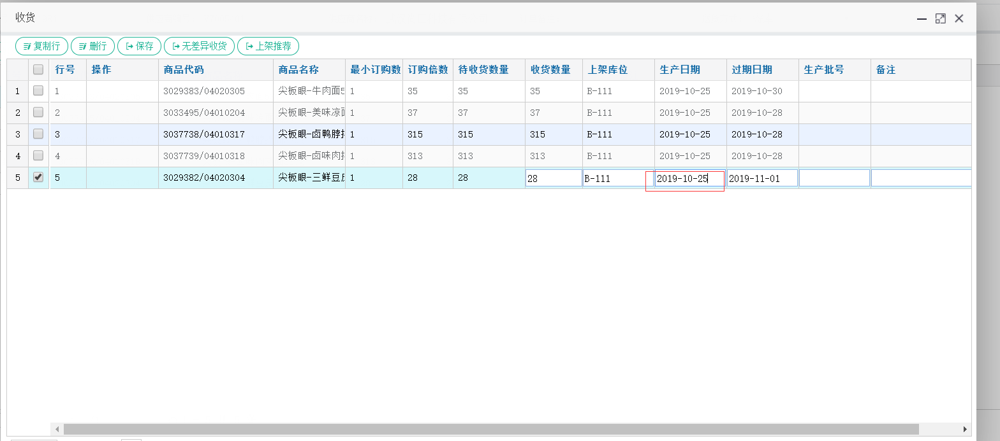 收货
复制行 删行 保存 无差异收货 上架推荐
行号 操作 商品代码 商品名称 最小订购数 订购倍数 待收货数量 收货数量 上架库位 生产日期 过期日期 生产批号 备注
1 1 3029383/04020305 尖板眼-牛肉面 1 35 35 35 B-111 2019-10-25 2019-10-30
2 2 3033495/04010204 尖板眼-美味凉面 1 37 37 37 B-111 2019-10-25 2019-10-28
3 3 3037738/04010317 尖板眼-卤鸭脖 1 315 315 315 B-111 2019-10-25 2019-10-28
4 4 3037739/04010318 尖板眼-卤味肉 1 313 313 313 B-111 2019-10-25 2019-10-28
5 5 3029382/04020304 尖板眼-三鲜豆皮 1 28 28 28 B-111 2019-10-25 2019-11-01